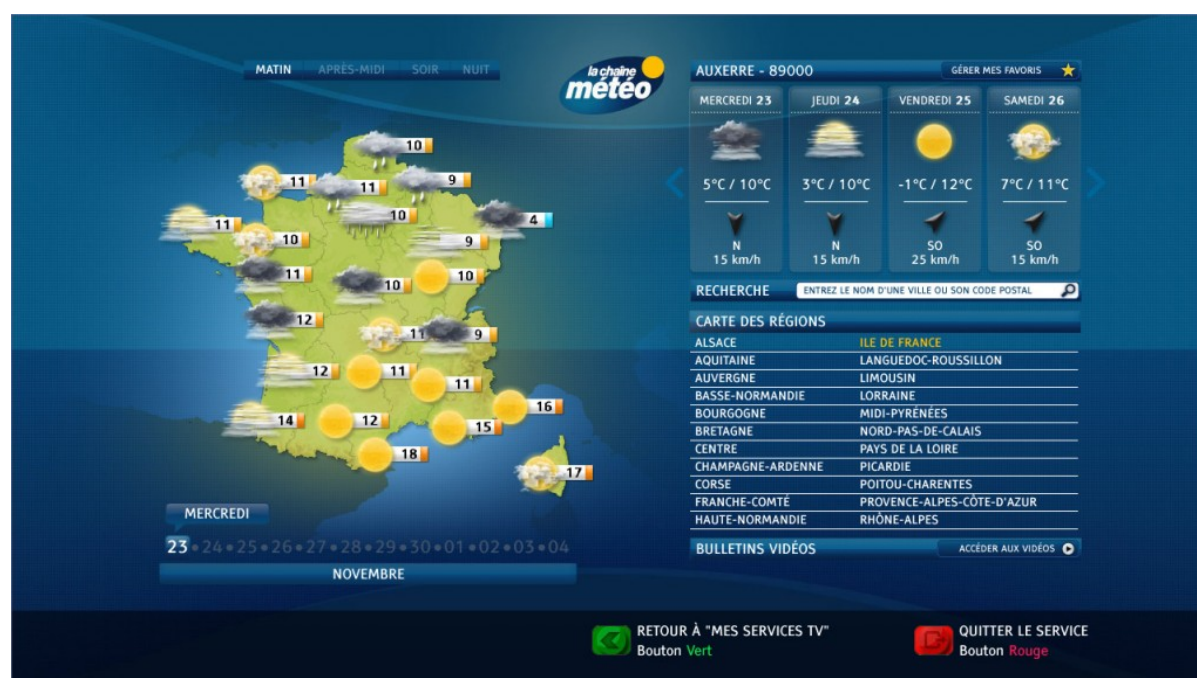 MATIN APRÈS-MIDI SOIR NUIT
la chaîne
météo
10
11
11
9
11
10
10
4
9
11
10
10
12
11
9
12
11
11
16
14
12
15
18
17
MERCREDI
23•24•25•26•27•28•29•30•01•02•03•04
NOVEMBRE
AUXERRE - 89000 GÉRER MES FAVORIS
MERCREDI 23 JEUDI 24 VENDREDI 25 SAMEDI 26
5°C / 10°C 3°C / 10°C -1°C / 12°C 7°C / 11°C
N N SO SO
15 km/h 15 km/h 25 km/h 15 km/h
RECHERCHE ENTREZ LE NOM D'UNE VILLE OU SON CODE POSTAL
CARTE DES RÉGIONS
ALSACE ILE DE FRANCE
AQUITAINE LANGUEDOC-ROUSSILLON
AUVERGNE LIMOUSIN
BASSE-NORMANDIE LORRAINE
BOURGOGNE MIDI-PYRÉNÉES
BRETAGNE NORD-PAS-DE-CALAIS
CENTRE PAYS DE LA LOIRE
CHAMPAGNE-ARDENNE PICARDIE
CORSE POITOU-CHARENTES
FRANCHE-COMTÉ PROVENCE-ALPES-CÔTE-D'AZUR
HAUTE-NORMANDIE RHÔNE-ALPES
BULLETINS VIDÉOS ACCÉDER AUX VIDÉOS
RETOUR À "MES SERVICES TV" QUITTER LE SERVICE
Bouton Vert Bouton Rouge